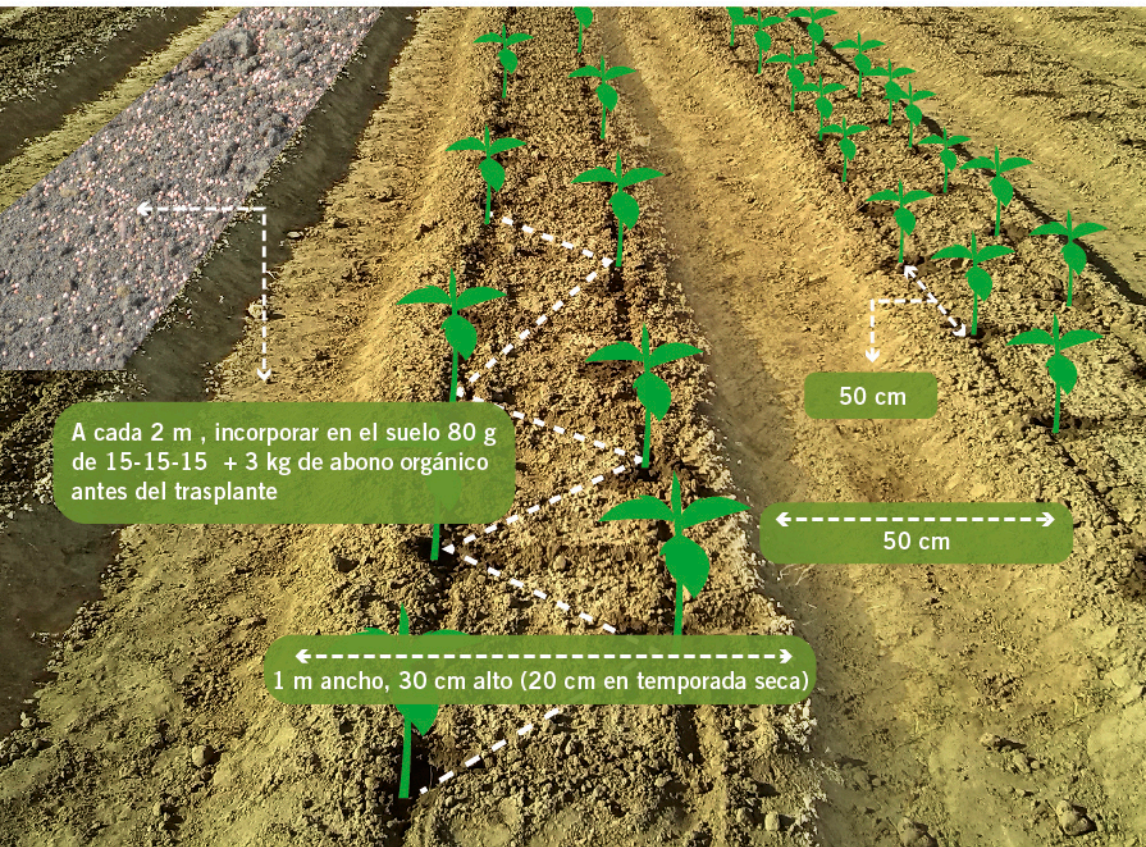 A cada 2 m , incorporar en el suelo 80 g
de 15-15-15 + 3 kg de abono orgánico
antes del trasplante
50 cm
50 cm
1 m ancho, 30 cm alto (20 cm en temporada seca)